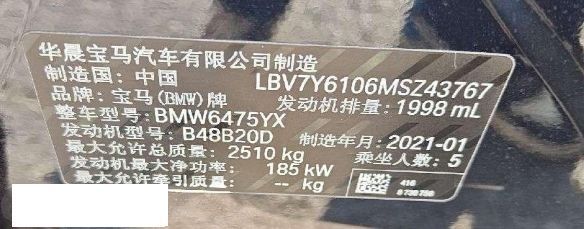 华晨宝马汽车有限公司制造
制造国：中国 LBV7Y6106MSZ43767
品牌：宝马(BMW)牌 发动机排量：1998 mL
整车型号：BMW6475YX
发动机型号：B48B20D 制造年月：2021-01
最大允许总质量：2510 kg 乘坐人数：5
发动机最大净功率：185 kW
最大允许牵引质量：-- kg
416